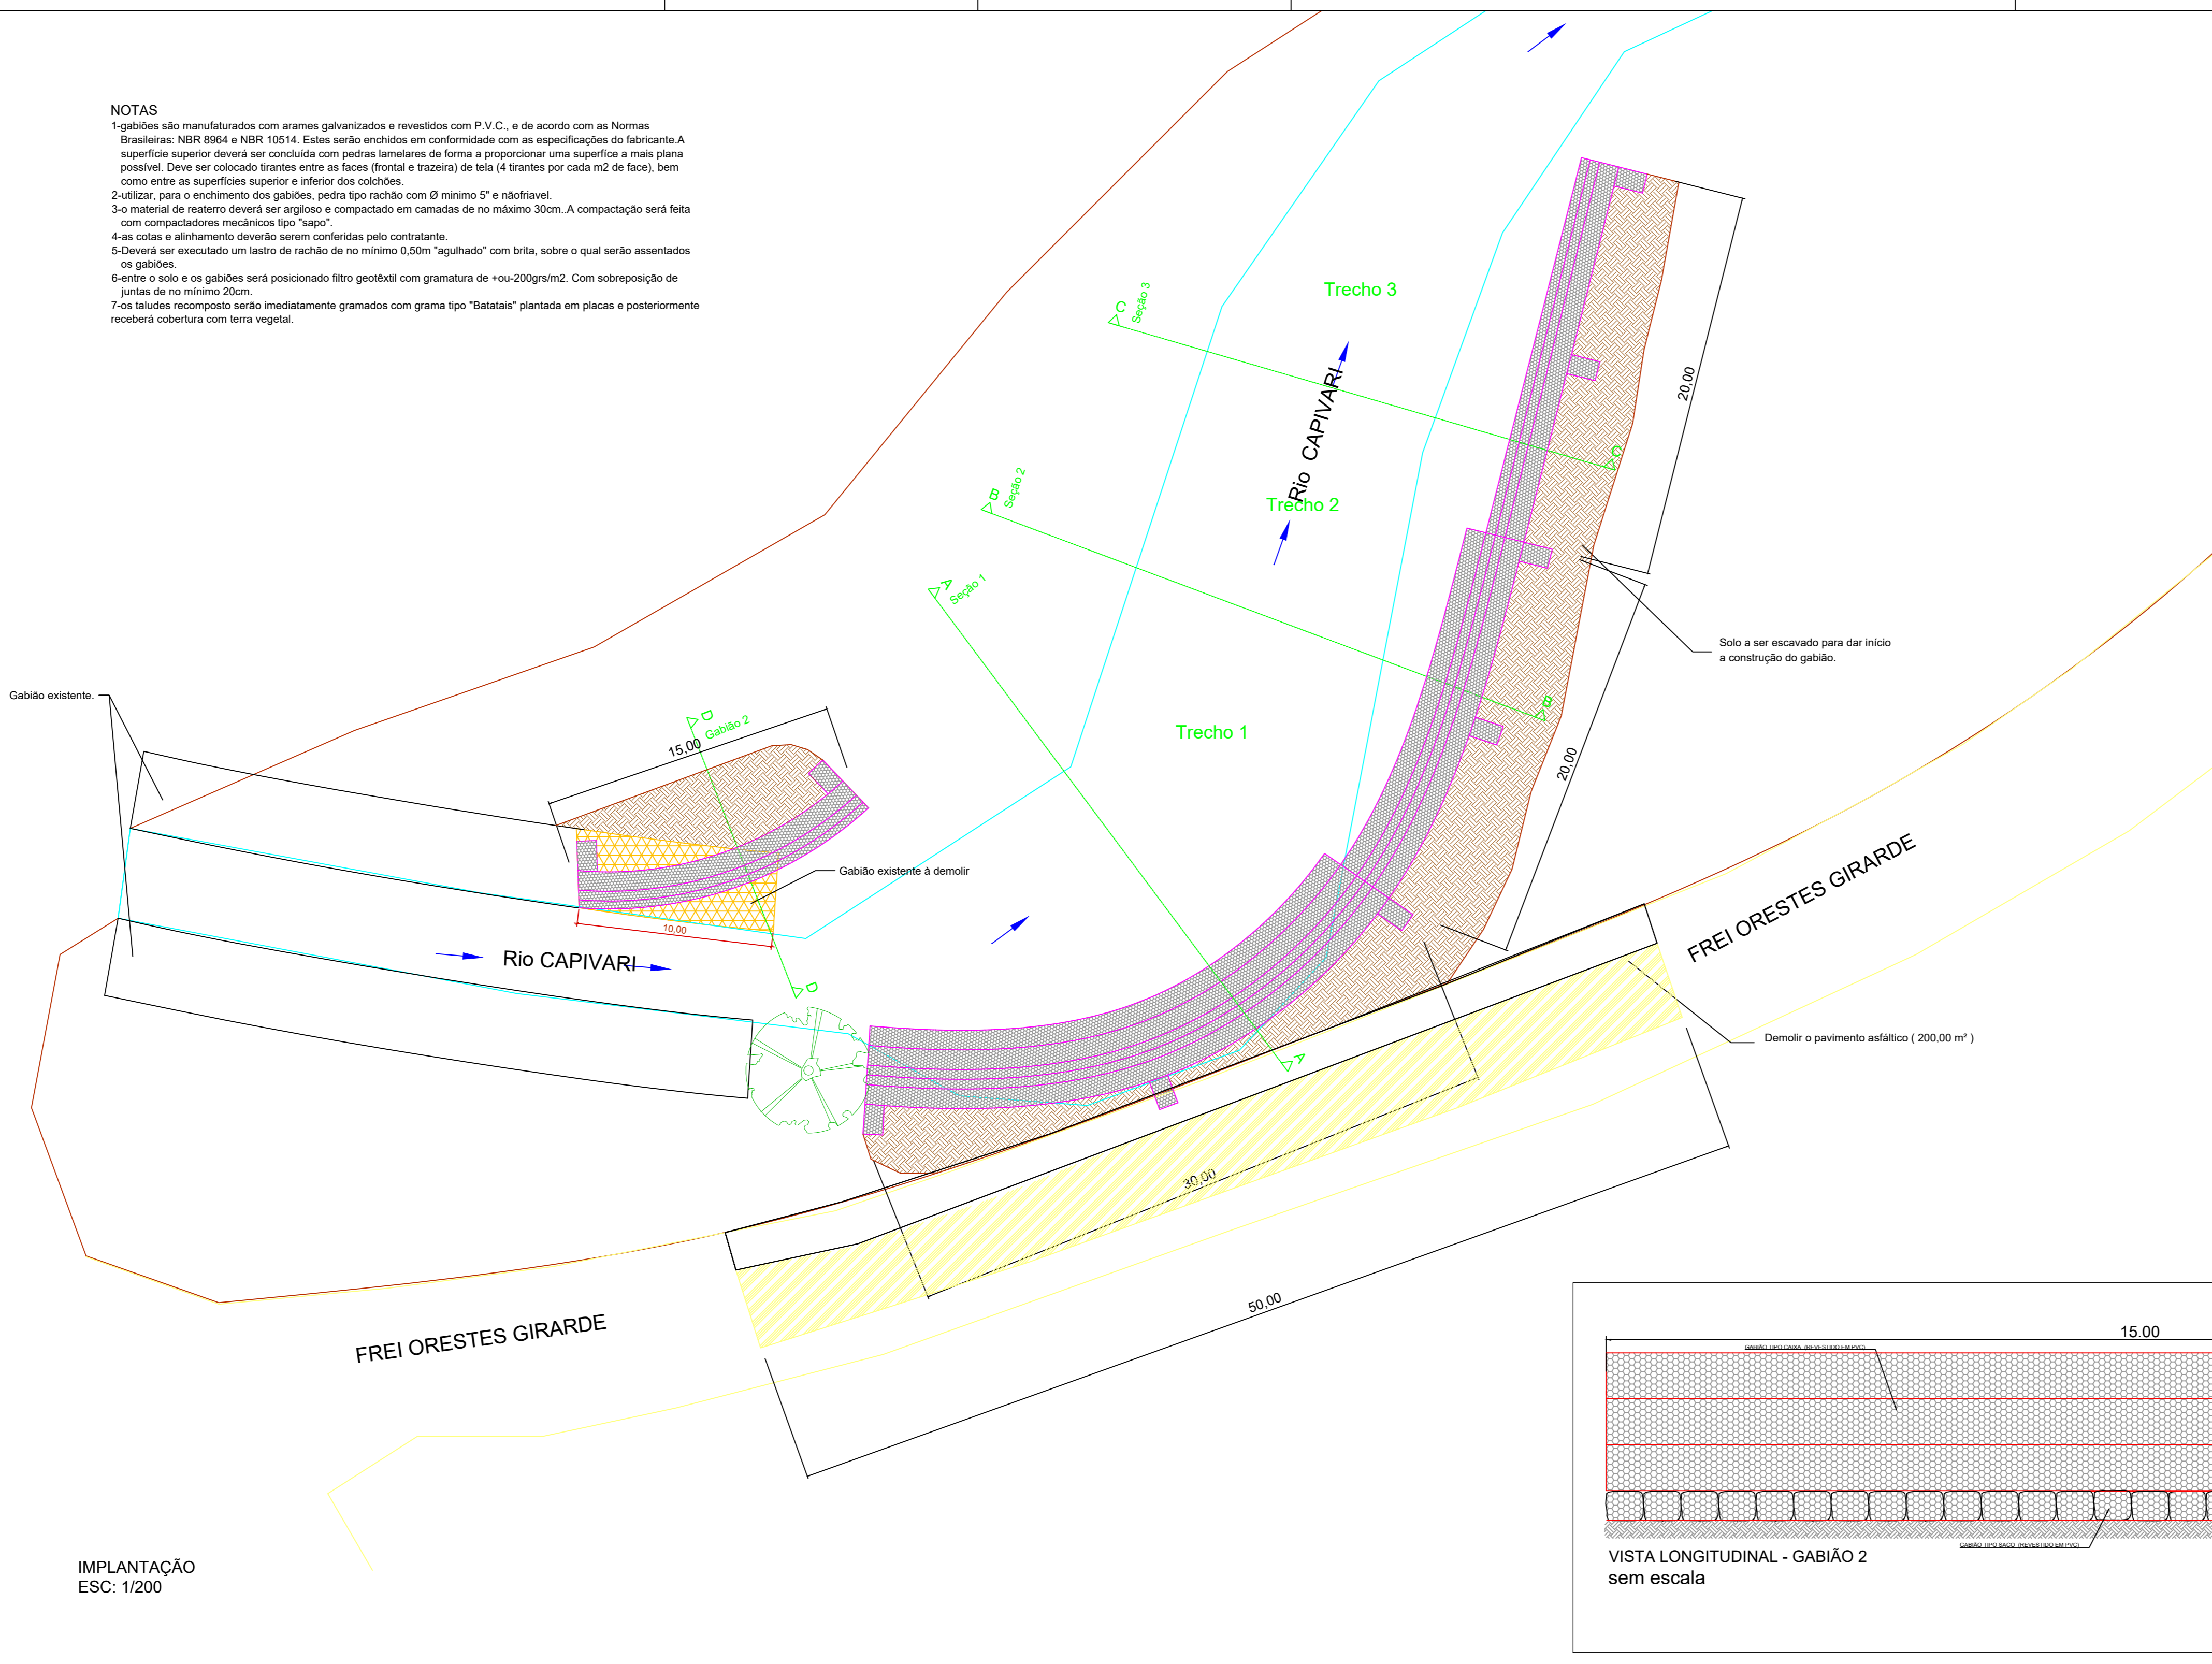 NOTAS
1-gabiões são manufaturados com arames galvanizados e revestidos com P.V.C., e de acordo com as Normas
Brasileiras: NBR 8964 e NBR 10514. Estes serão enchidos em conformidade com as especificações do fabricante.A
superfície superior deverá ser concluída com pedras lamelares de forma a proporcionar uma superfíce a mais plana
possível. Deve ser colocado tirantes entre as faces (frontal e trazeira) de tela (4 tirantes por cada m2 de face), bem
como entre as superfícies superior e inferior dos colchões.
2-utilizar, para o enchimento dos gabiões, pedra tipo rachão com Ø minimo 5" e nãofriavel.
3-o material de reaterro deverá ser argiloso e compactado em camadas de no máximo 30cm..A compactação será feita
com compactadores mecânicos tipo "sapo".
4-as cotas e alinhamento deverão serem conferidas pelo contratante.
5-Deverá ser executado um lastro de rachão de no mínimo 0,50m "agulhado" com brita, sobre o qual serão assentados
os gabiões.
6-entre o solo e os gabiões será posicionado filtro geotêxtil com gramatura de +ou-200grs/m2. Com sobreposição de
juntas de no mínimo 20cm.
7-os taludes recomposto serão imediatamente gramados com grama tipo "Batatais" plantada em placas e posteriormente
receberá cobertura com terra vegetal.
Trecho 3
C
Seção 3
20,00
Rio CAPIVARI
C
B
Seção 2
Trecho 2
A
Seção 1
Solo a ser escavado para dar início
a construção do gabião.
Gabião existente.
B
D
Gabião 2
15,00
Trecho 1
20,00
Gabião existente à demolir
10,00
Rio CAPIVARI
D
FREI ORESTES GIRARDE
A
Demolir o pavimento asfáltico ( 200,00 m² )
30,00
50,00
FREI ORESTES GIRARDE
15.00
GABIÃO TIPO CAIXA (REVESTIDO EM PVC)
GABIÃO TIPO SACO (REVESTIDO EM PVC)
VISTA LONGITUDINAL - GABIÃO 2
sem escala
IMPLANTAÇÃO
ESC: 1/200